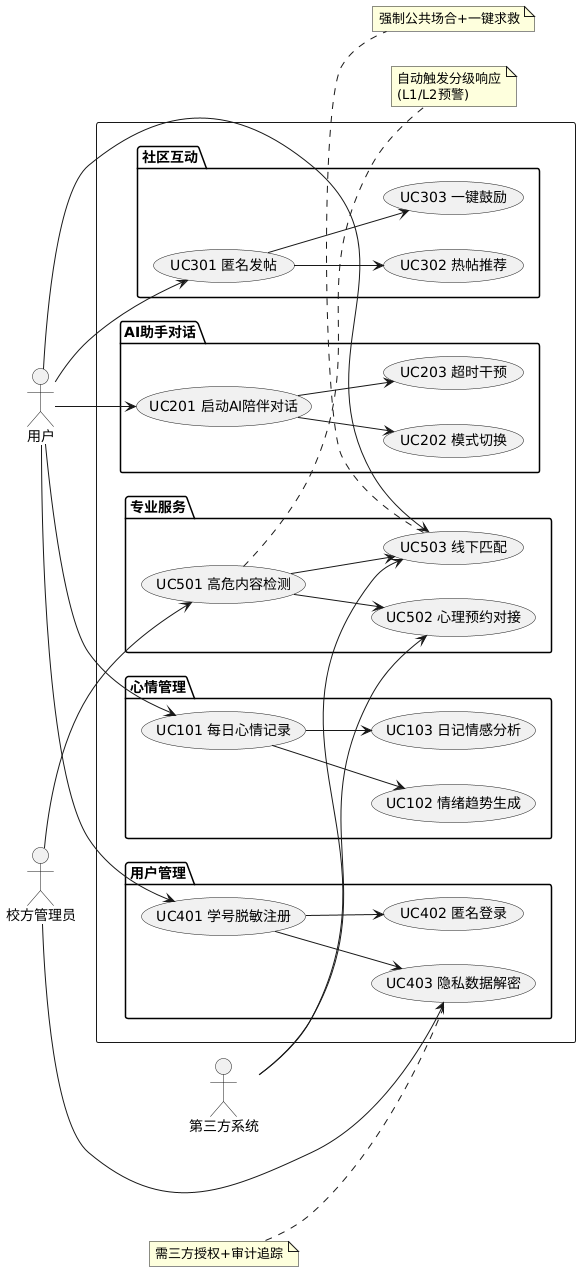 强制公共场合+一键求救
自动触发分级响应
(L1/L2预警)
社区互动
UC303 一键鼓励
UC301 匿名发帖
UC302 热帖推荐
AI助手对话
UC203 超时干预
UC201 启动AI陪伴对话
UC202 模式切换
用户
专业服务
UC503 线下匹配
UC501 高危内容检测
UC502 心理预约对接
心情管理
UC101 每日心情记录
UC103 日记情感分析
UC102 情绪趋势生成
用户管理
校方管理员
UC401 学号脱敏注册
UC402 匿名登录
UC403 隐私数据解密
第三方系统
需三方授权+审计追踪